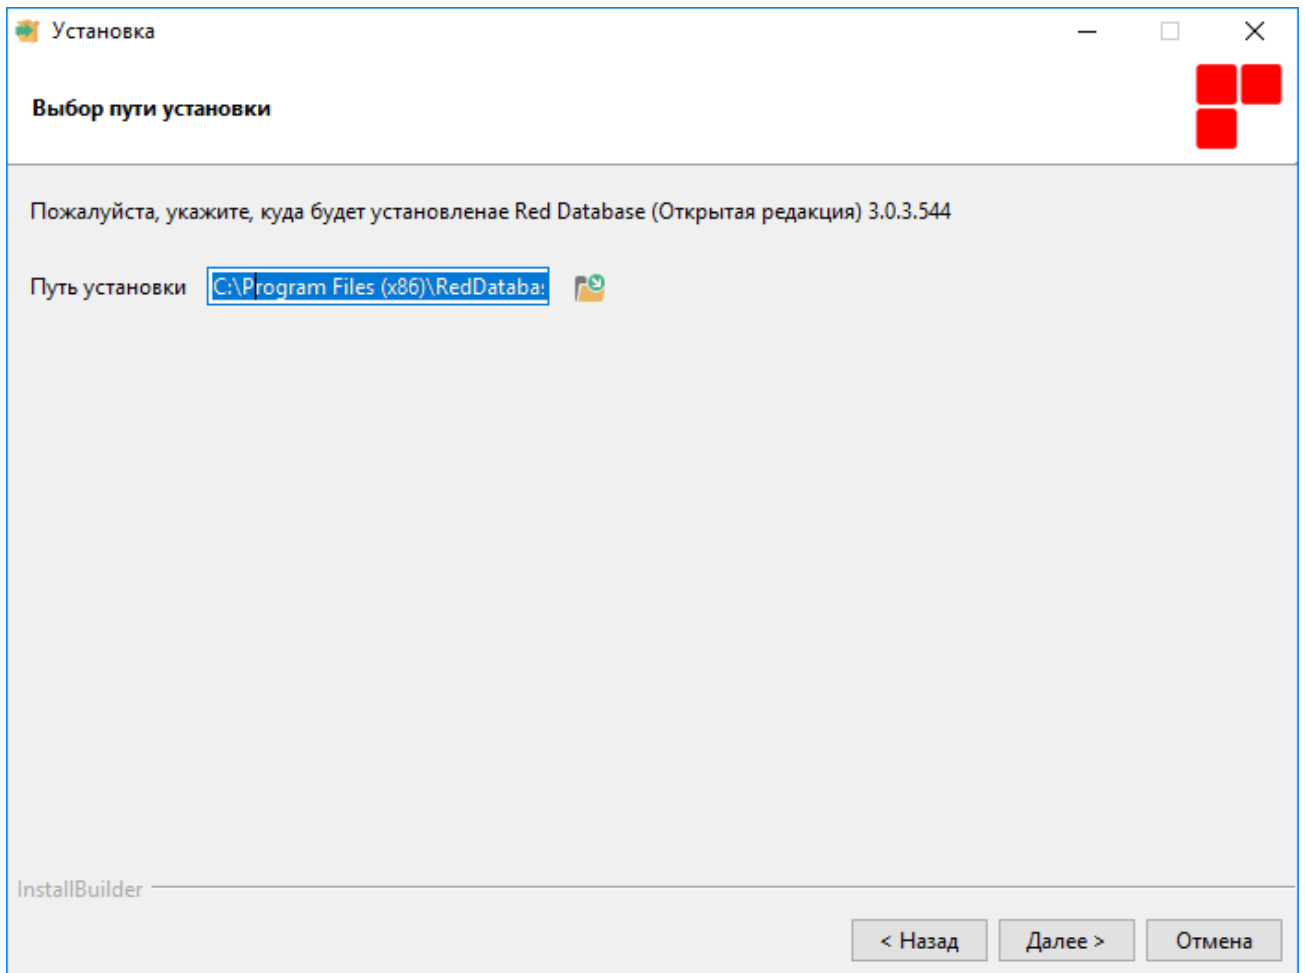 Установка
Выбор пути установки
Пожалуйста, укажите, куда будет установленае Red Database (Открытая редакция) 3.0.3.544
Путь установки C:\Program Files (x86)\RedDatabas
InstallBuilder
< Назад Далее > Отмена